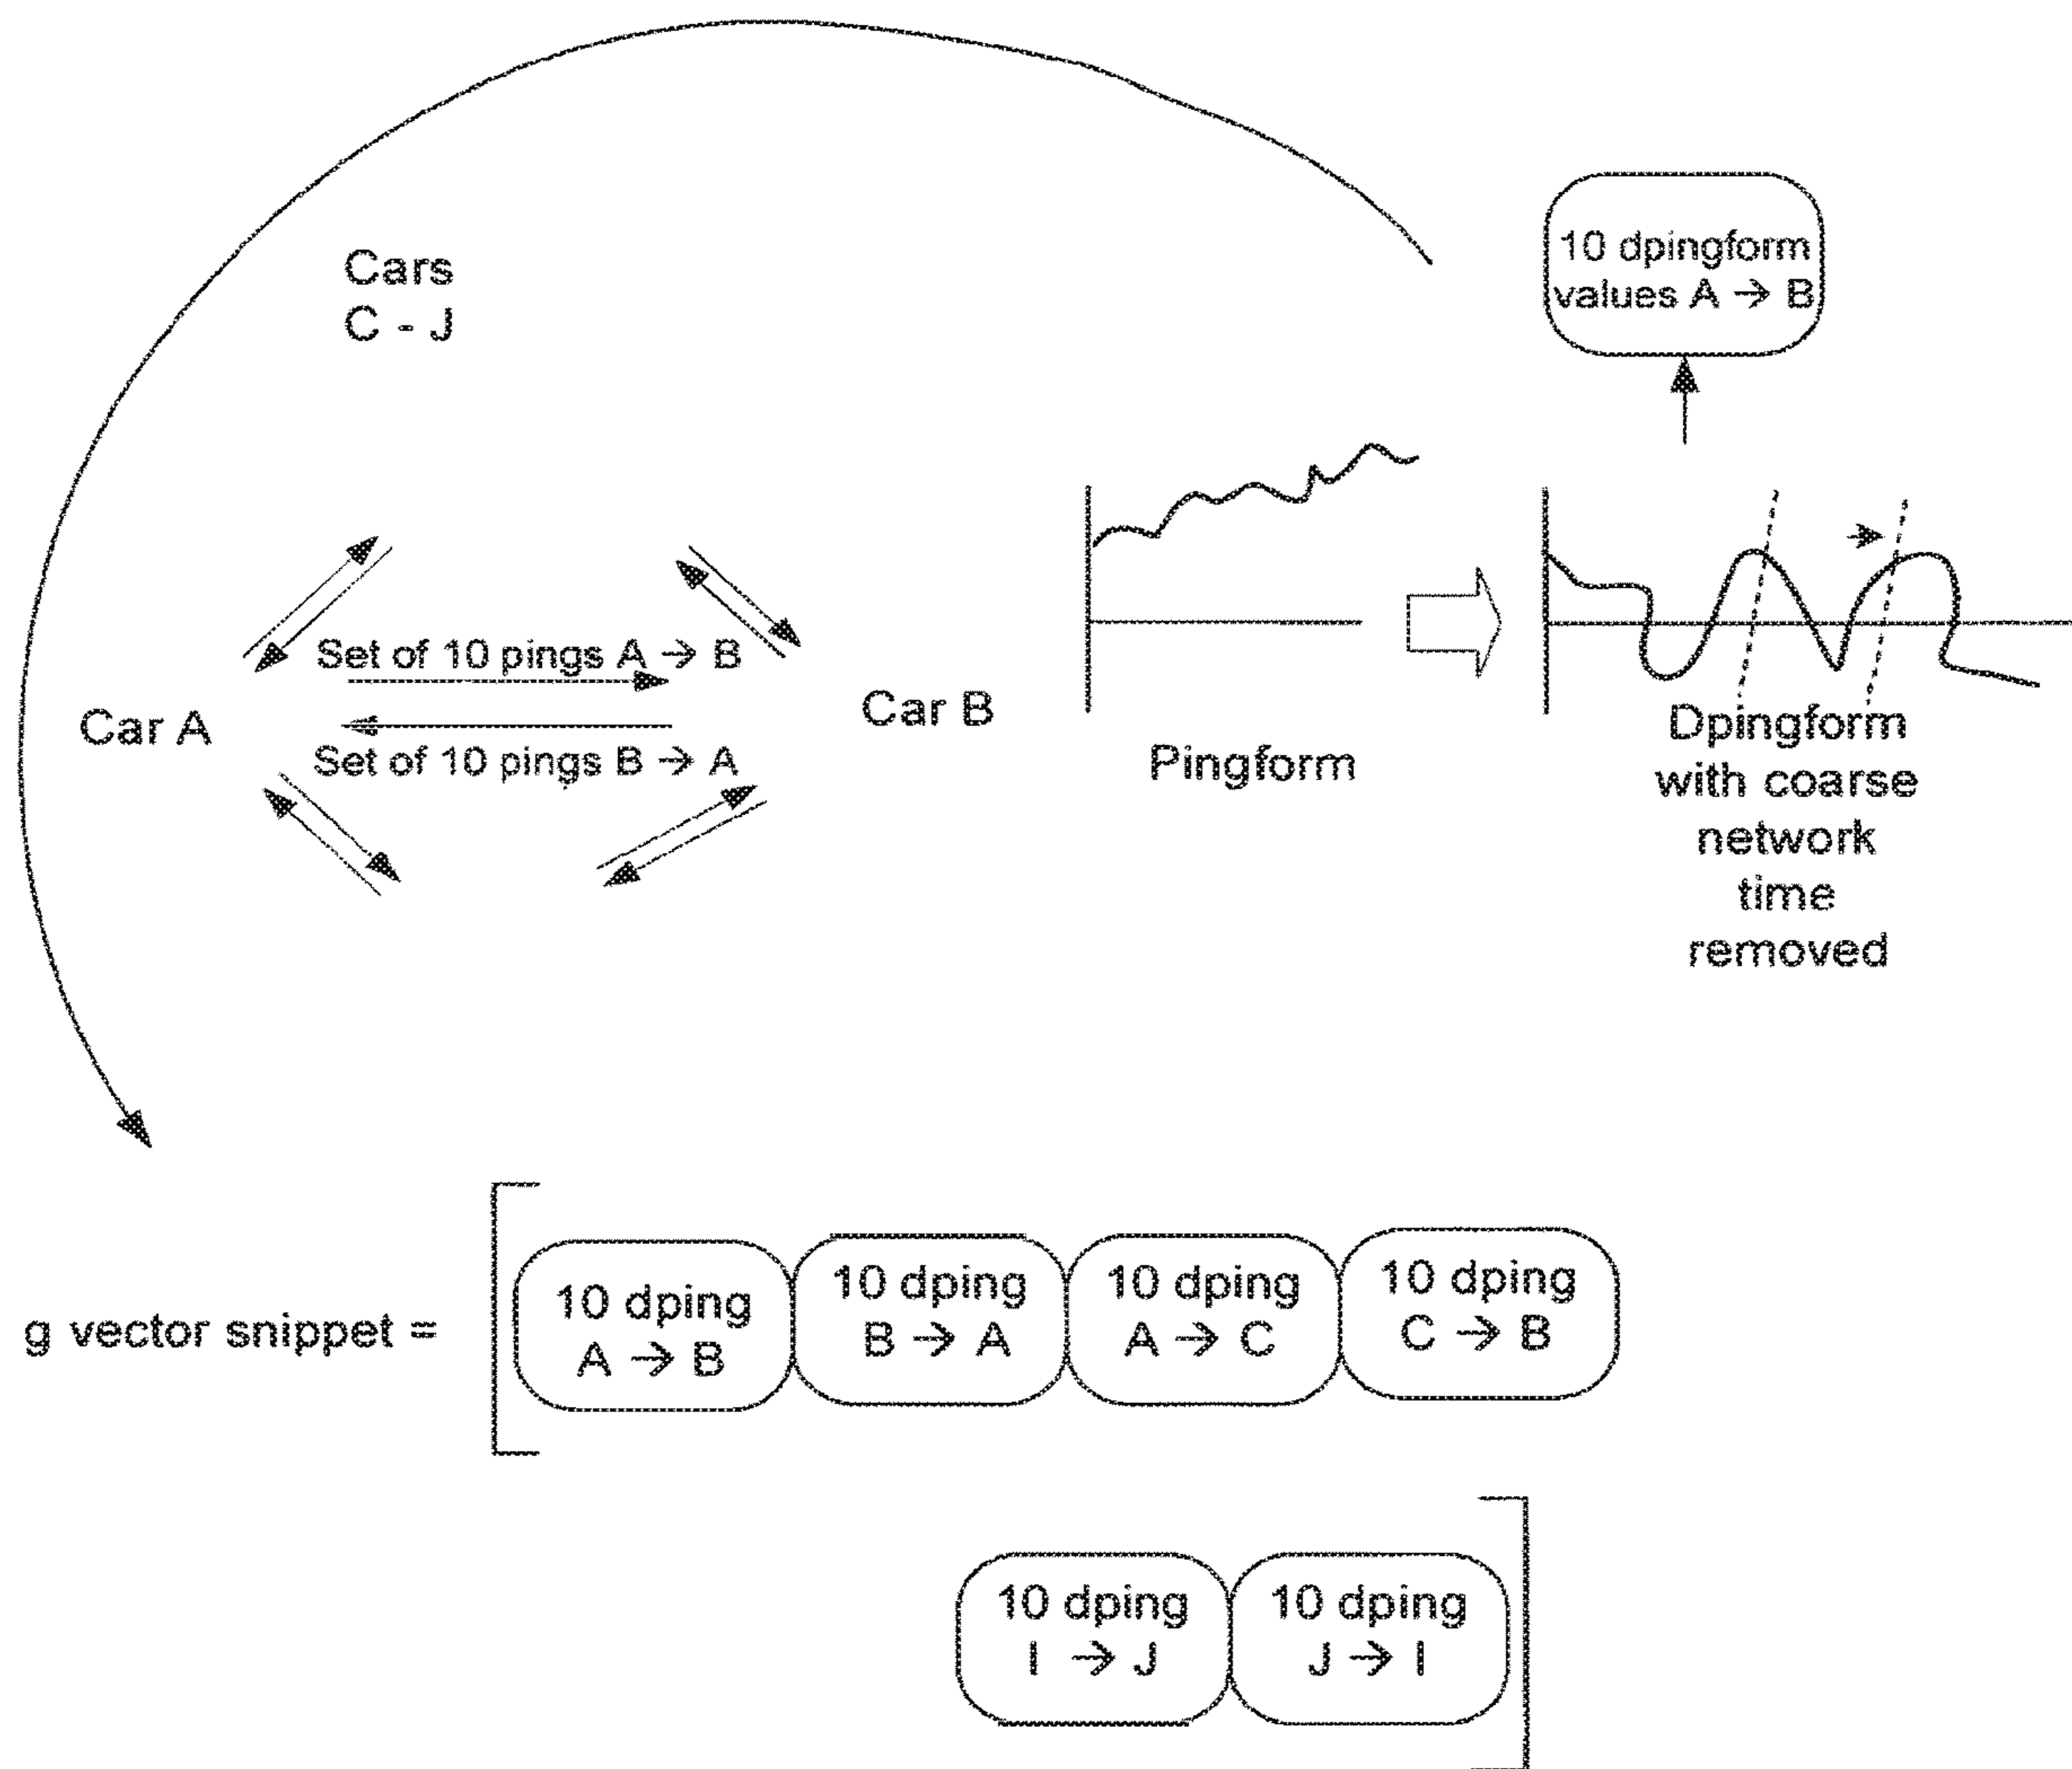 Cars
C - J
10 dpingform
values A → B
Set of 10 pings A → B
Car A
Car B
Set of 10 pings B → A
Pingform
Dpingform
with coarse
network
time
removed
g vector snippet =
10 dping
A → B
10 dping
B → A
10 dping
A → C
10 dping
C → B
10 dping
I → J
10 dping
J → I